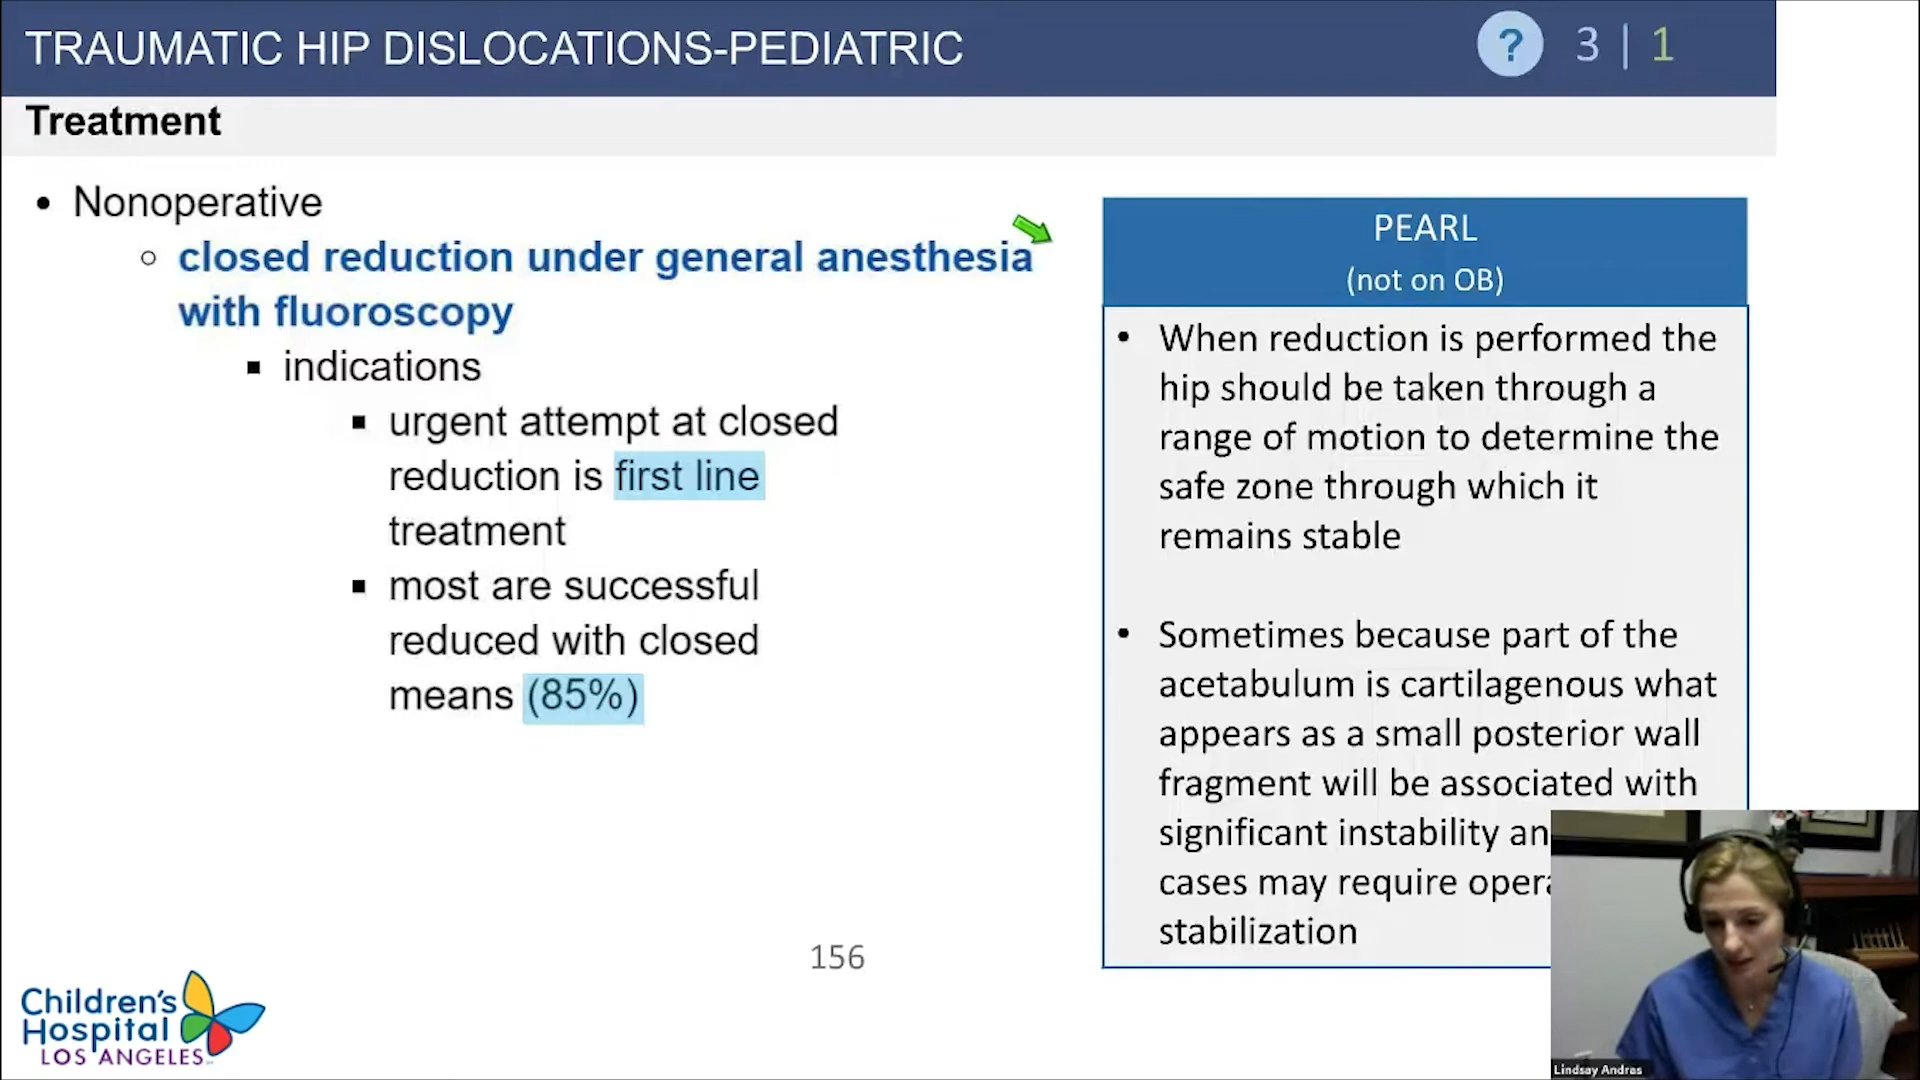 TRAUMATIC HIP DISLOCATIONS-PEDIATRIC
? 3 | 1
Treatment
• Nonoperative
○ closed reduction under general anesthesia
with fluoroscopy
▪ indications
▪ urgent attempt at closed
reduction is first line
treatment
▪ most are successful
reduced with closed
means (85%)
PEARL
(not on OB)
• When reduction is performed the
hip should be taken through a
range of motion to determine the
safe zone through which it
remains stable
• Sometimes because part of the
acetabulum is cartilagenous what
appears as a small posterior wall
fragment will be associated with
significant instability an
cases may require opera
stabilization
156
Children's
Hospital
LOS ANGELES
Lindsay Andras